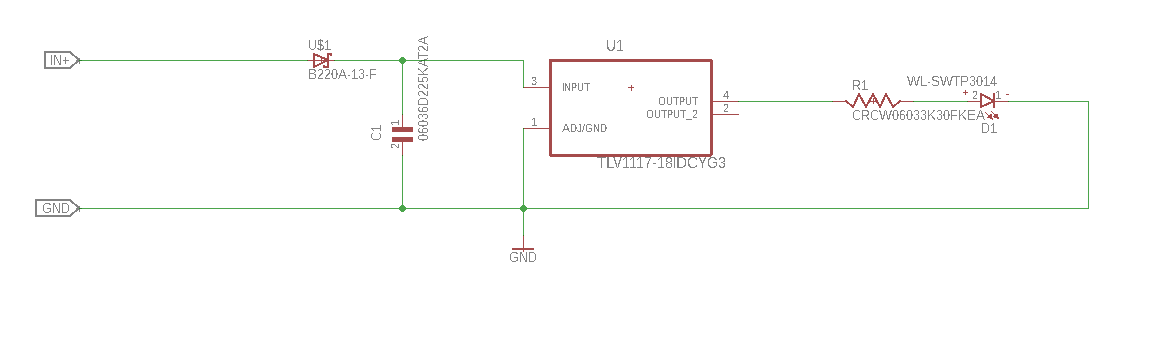 IN+
U$1
B220A-13-F
C1
1
2
06036D225KAT2A
U1
3
INPUT
1
ADJ/GND
OUTPUT
4
OUTPUT_2
2
TLV1117-18IDCYG3
R1
CRCW06033K30FKEA
WL-SWTP3014
+ 2 1 -
D1
GND
GND